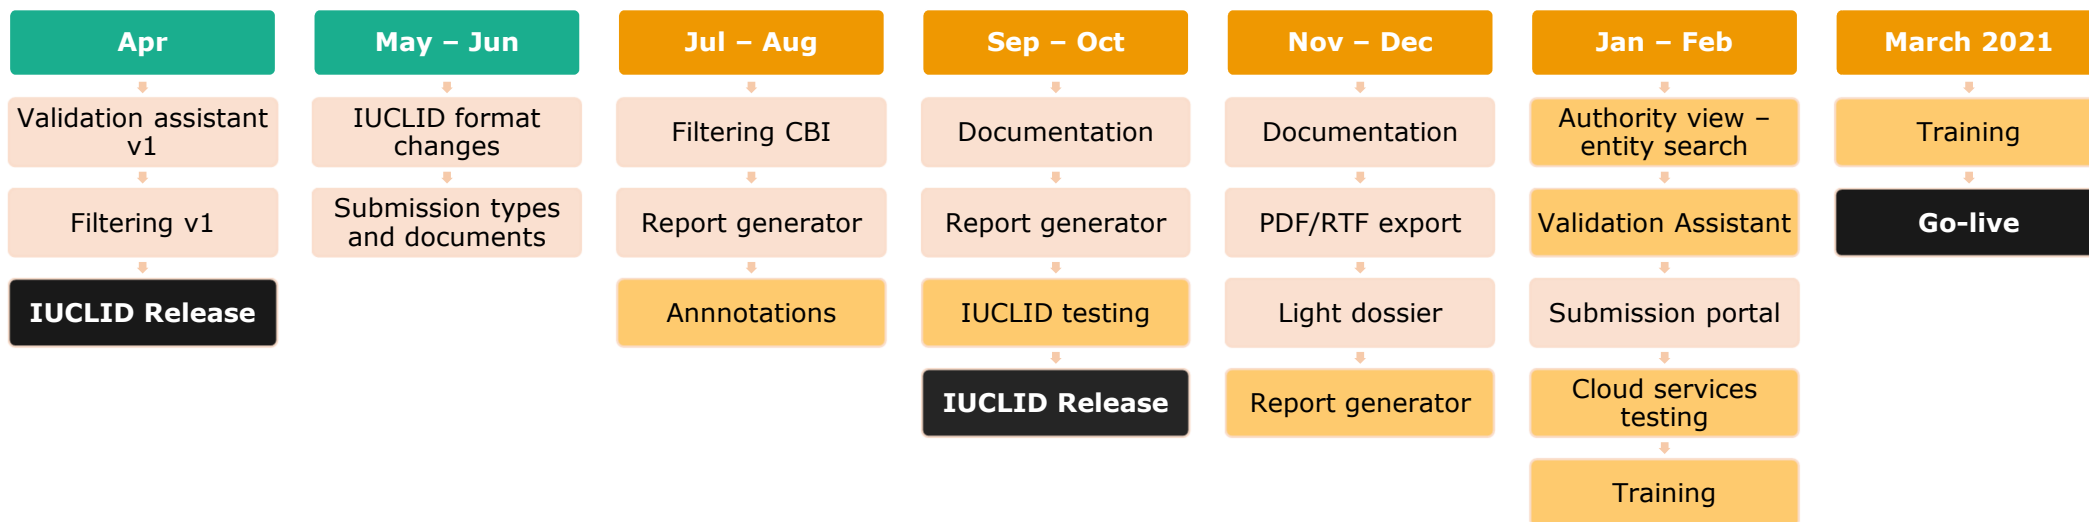 Apr
Validation assistant
v1
Filtering v1
IUCLID Release
May – Jun
IUCLID format
changes
Submission types
and documents
Jul – Aug
Filtering CBI
Report generator
Annnotations
Sep – Oct
Documentation
Report generator
IUCLID testing
IUCLID Release
Nov – Dec
Documentation
PDF/RTF export
Light dossier
Report generator
Jan – Feb
Authority view –
entity search
Validation Assistant
Submission portal
Cloud services
testing
Training
March 2021
Training
Go-live